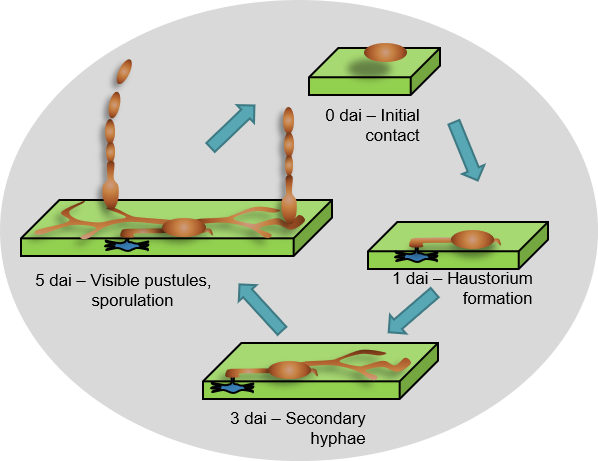 0 dai – Initial
contact
1 dai – Haustorium
formation
3 dai – Secondary
hyphae
5 dai – Visible pustules,
sporulation